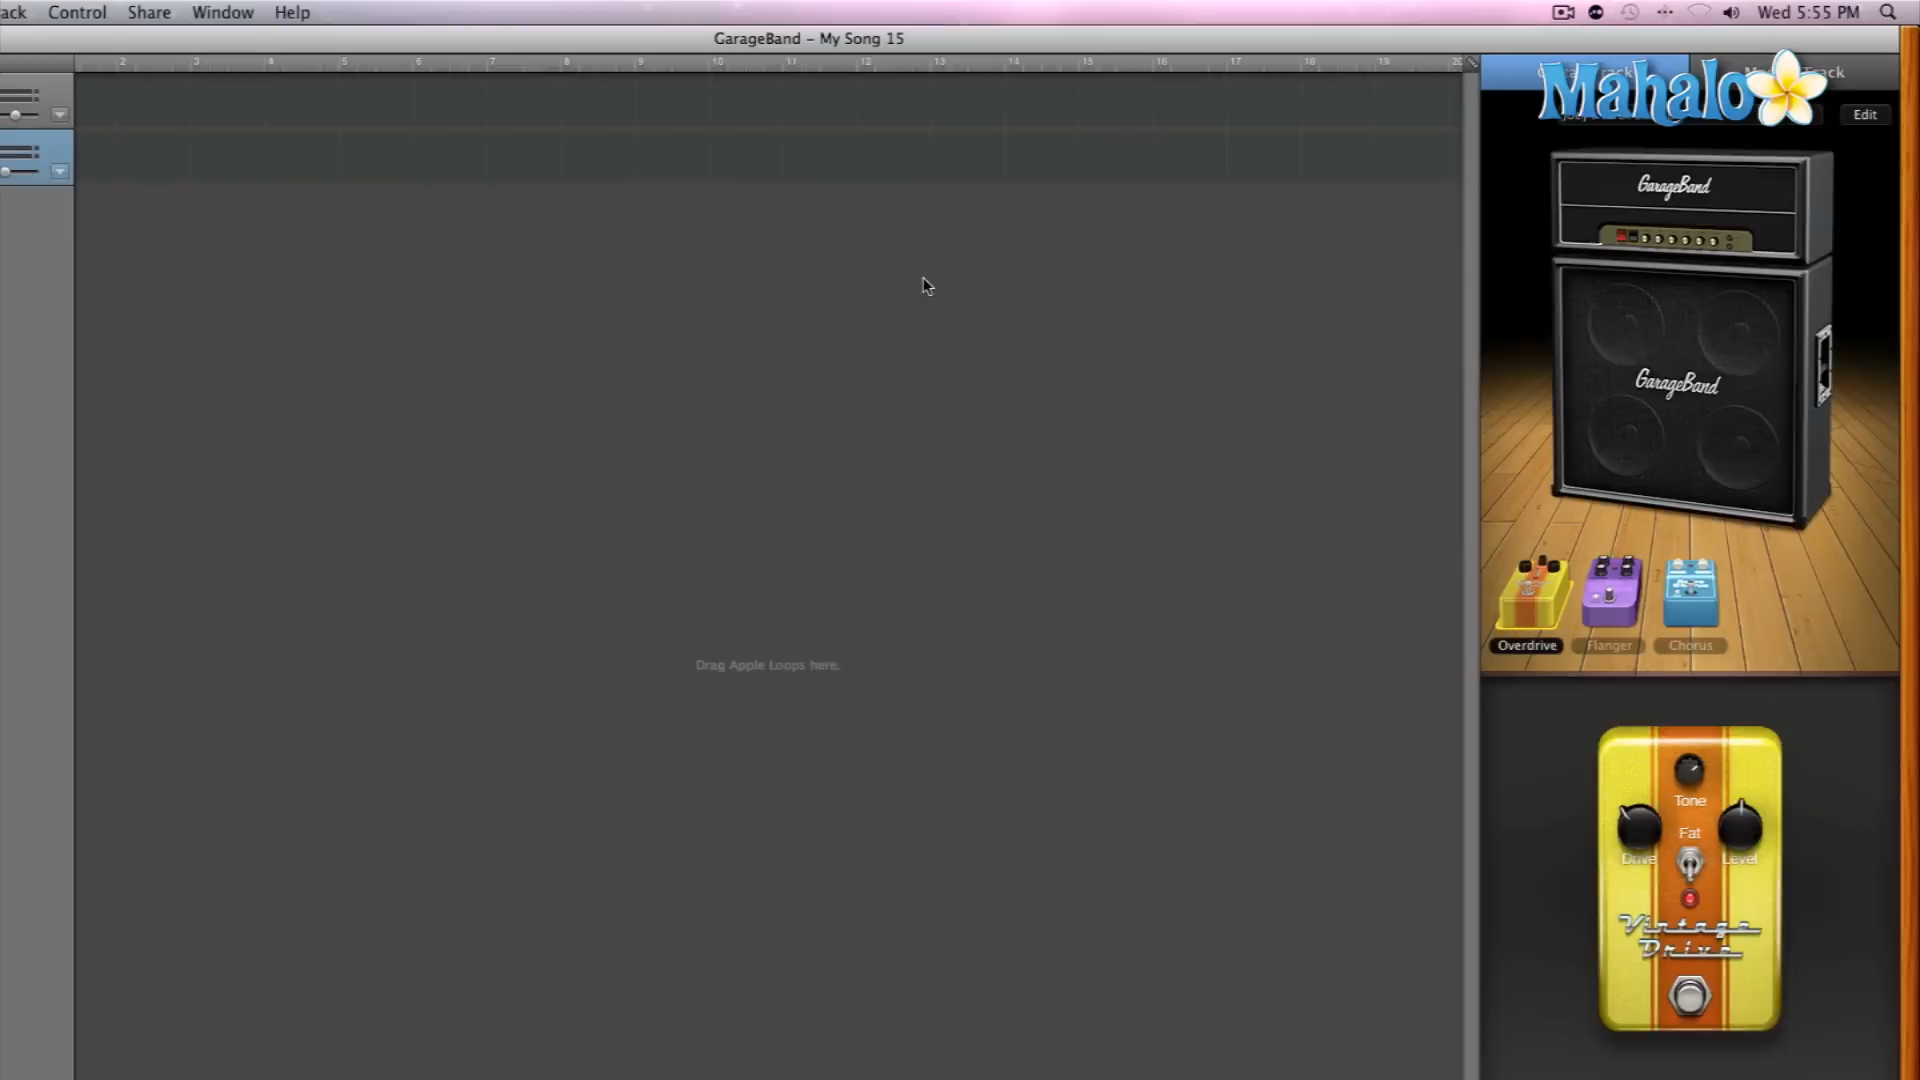 ack Control Share Window Help Wed 5:55 PM
GarageBand - My Song 15
2 3 4 5 6 7 8 9 10 11 12 13 14 15 16 17 18 19 20
Track
Mahalo
Edit
GarageBand
GarageBand
Overdrive Flanger Chorus
Drag Apple Loops here.
Tone
Fat
Drive Level
Vintage
Drive